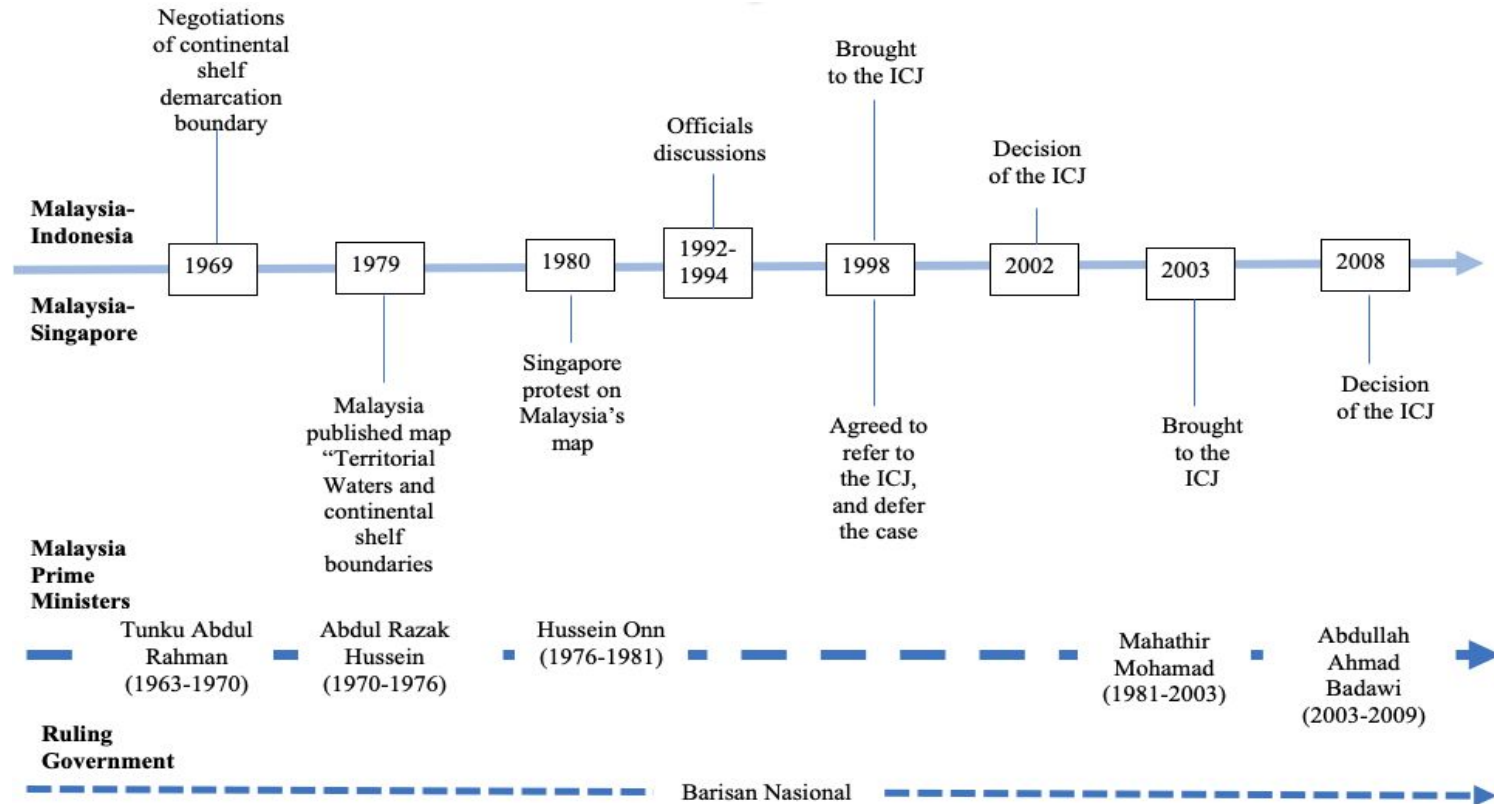 Negotiations
of continental
shelf
demarcation
boundary
Brought
to the ICJ
Officials
discussions
Decision
of the ICJ
Malaysia-
Indonesia
1969
1979
1980
1992-
1994
1998
2002
2003
2008
Malaysia-
Singapore
Malaysia
published map
“Territorial
Waters and
continental
shelf
boundaries
Singapore
protest on
Malaysia’s
map
Agreed to
refer to
the ICJ,
and defer
the case
Brought
to the
ICJ
Decision
of the ICJ
Malaysia
Prime
Ministers
Tunku Abdul
Rahman
(1963-1970)
Abdul Razak
Hussein
(1970-1976)
Hussein Onn
(1976-1981)
Mahathir
Mohamad
(1981-2003)
Abdullah
Ahmad
Badawi
(2003-2009)
Ruling
Government
Barisan Nasional